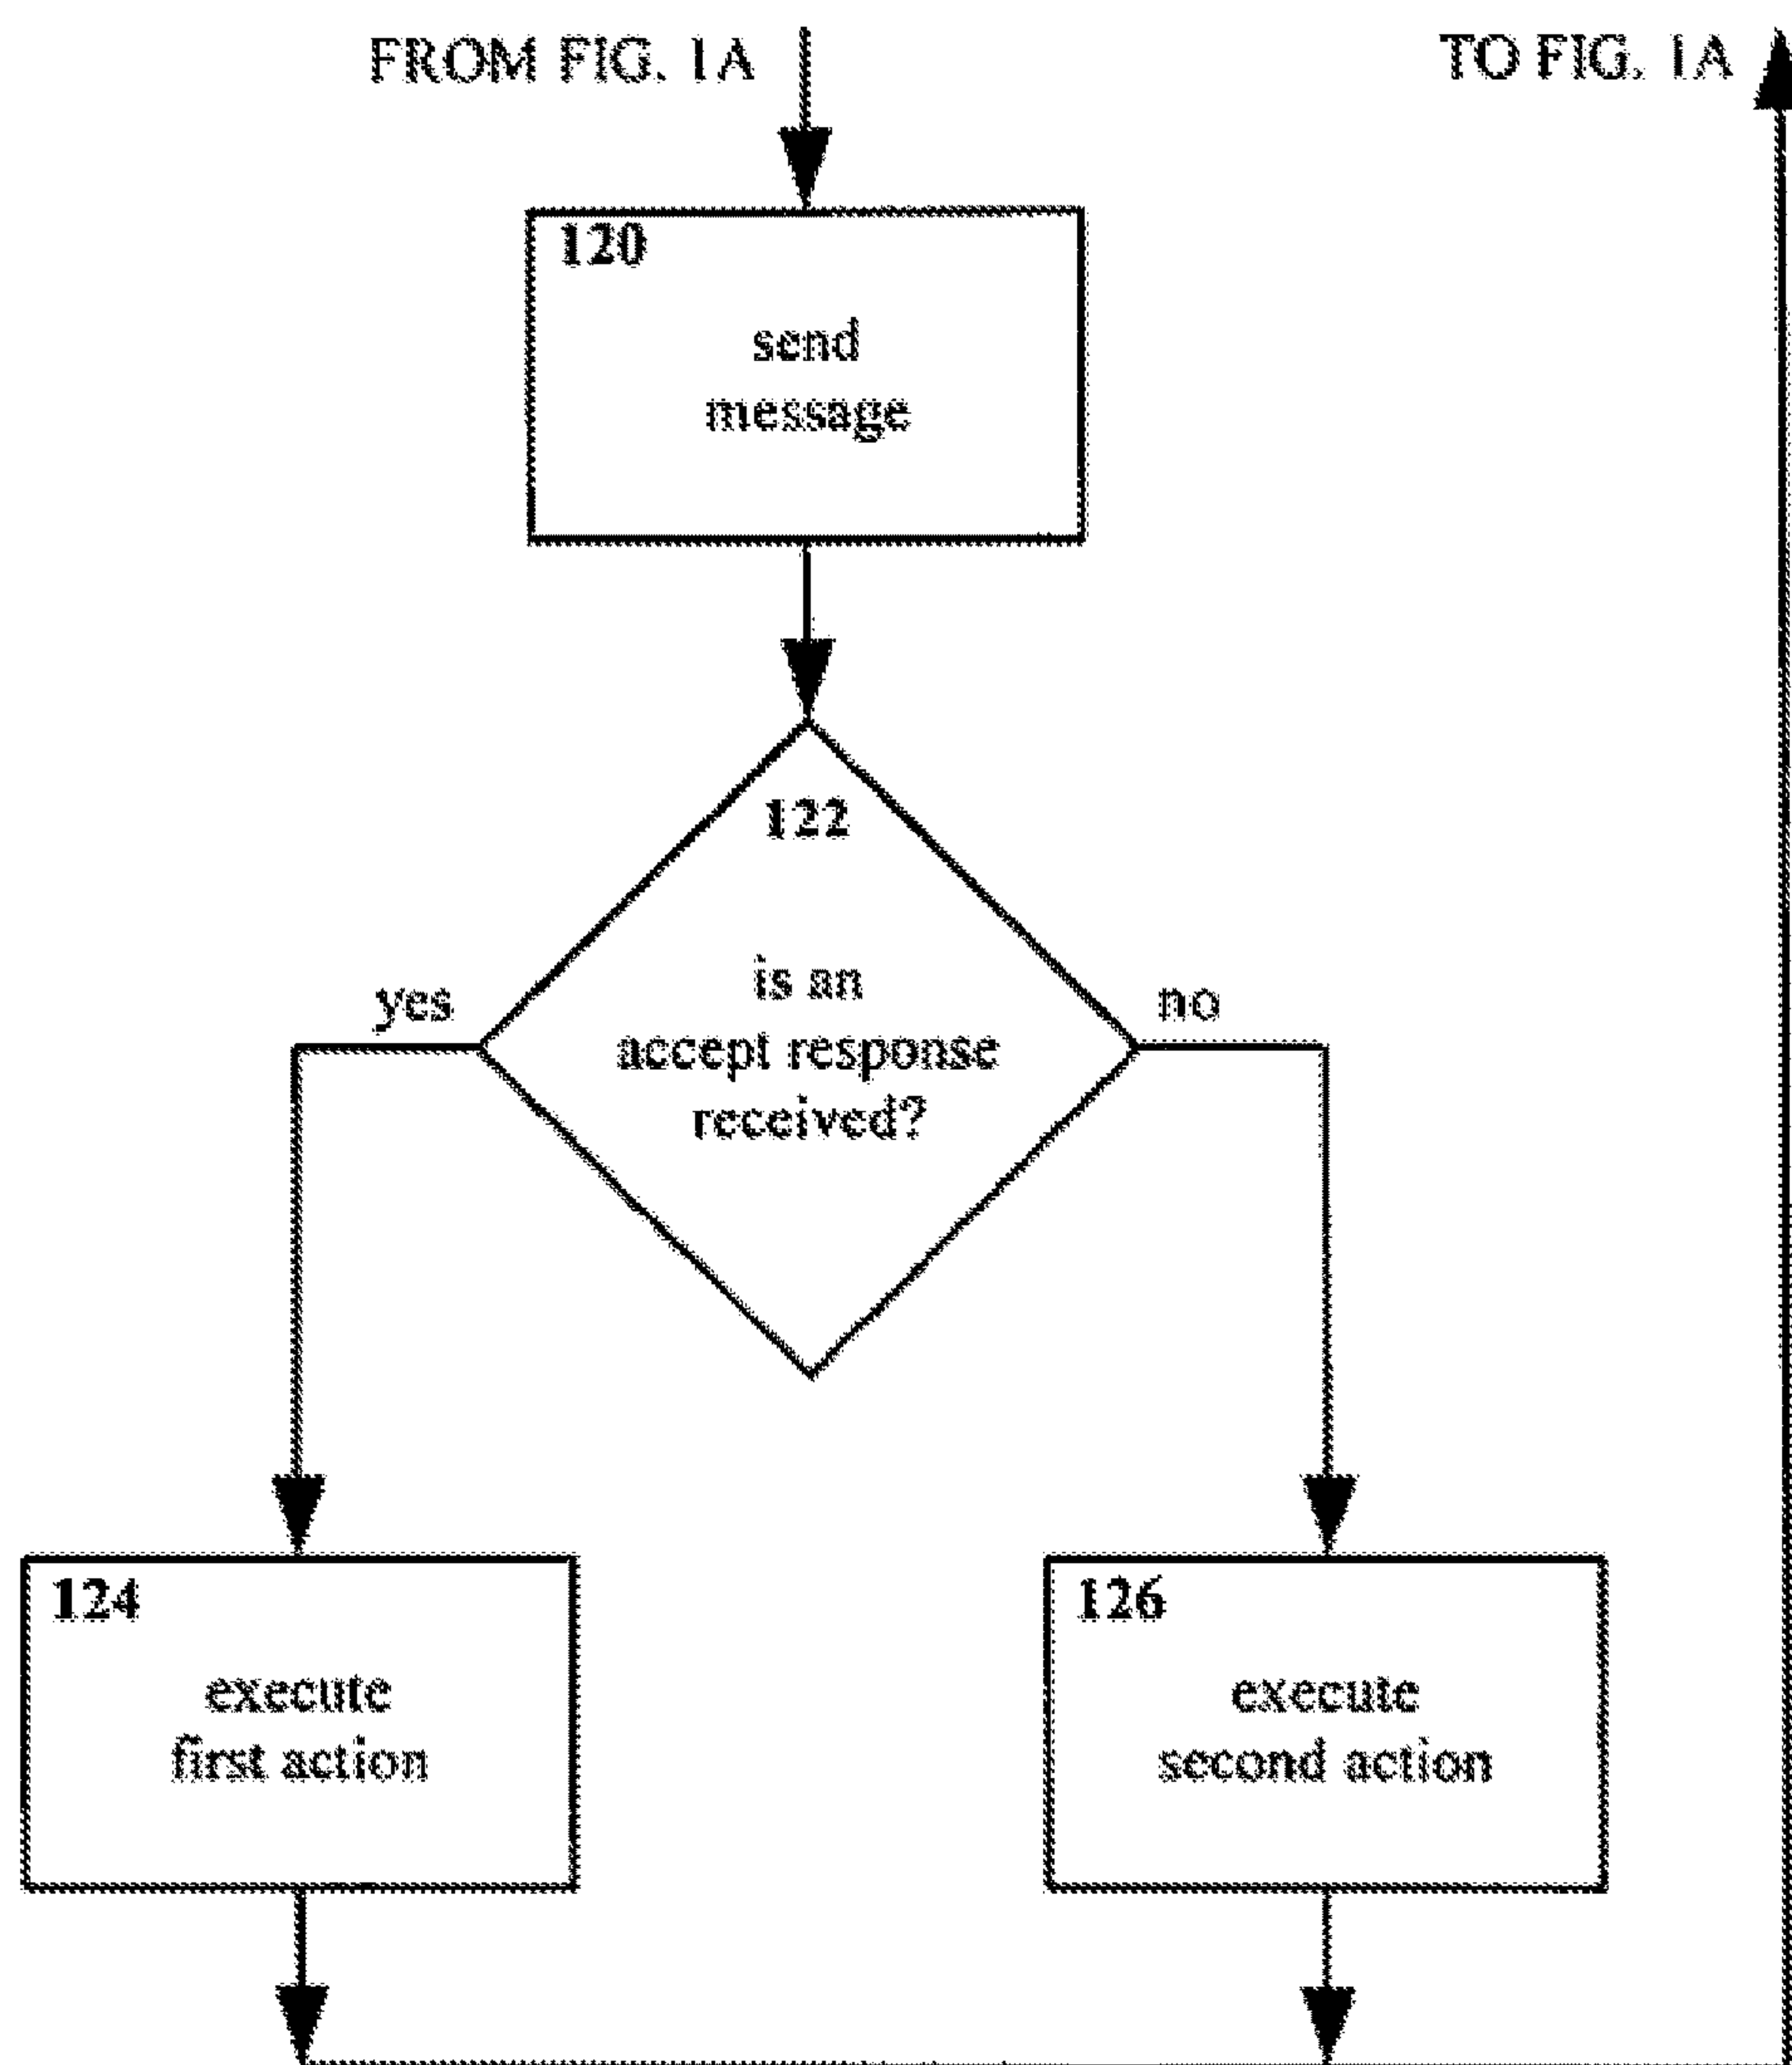 FROM FIG. 1A
TO FIG. 1A
120
send
message
122
is an
accept response
received?
yes
no
124
execute
first action
126
execute
second action